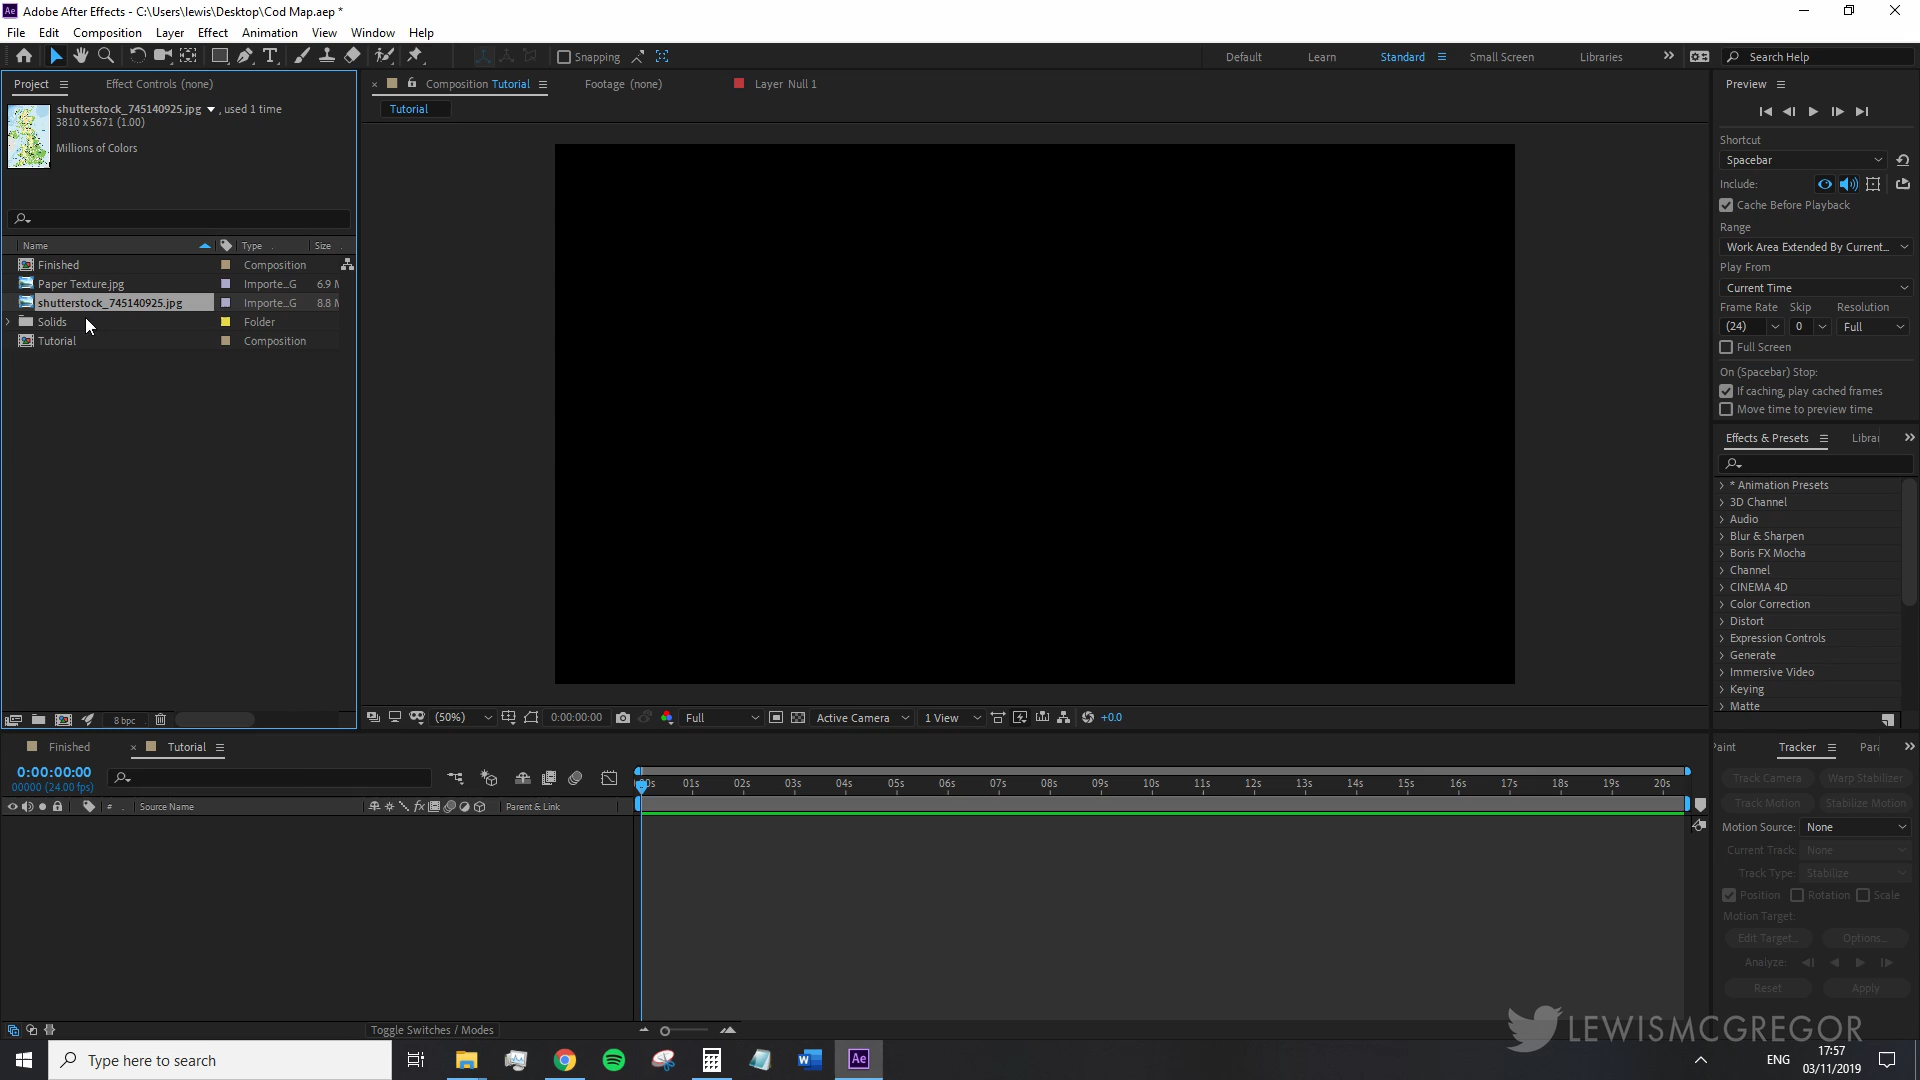 Ae Adobe After Effects - C:\Users\lewis\Desktop\Cod Map.aep *
File Edit Composition Layer Effect Animation View Window Help
Snapping
Default Learn Standard Small Screen Libraries Search Help
Project Effect Controls (none)
Composition Tutorial Footage (none) Layer Null 1
Preview
shutterstock_745140925.jpg , used 1 time
3810 x 5671 (1.00)
Millions of Colors
Tutorial
Shortcut
Spacebar
Include:
Cache Before Playback
Range
Work Area Extended By Current...
Play From
Current Time
Frame Rate Skip Resolution
(24) 0 Full
Full Screen
On (Spacebar) Stop:
If caching, play cached frames
Move time to preview time
Name Type Size
Finished Composition
Paper Texture.jpg Importe...G 6.9 M
shutterstock_745140925.jpg Importe...G 8.8 M
Solids Folder
Tutorial Composition
Effects & Presets Librai
* Animation Presets
3D Channel
Audio
Blur & Sharpen
Boris FX Mocha
Channel
CINEMA 4D
Color Correction
Distort
Expression Controls
Generate
Immersive Video
Keying
Matte
8 bpc
(50%) 0:00:00:00 Full Active Camera 1 View +0.0
Finished Tutorial
0:00:00:00
00000 (24.00 fps)
# Source Name fx Parent & Link
00s 01s 02s 03s 04s 05s 06s 07s 08s 09s 10s 11s 12s 13s 14s 15s 16s 17s 18s 19s 20s
Paint Tracker Para
Track Camera Warp Stabilizer
Track Motion Stabilize Motion
Motion Source: None
Current Track: None
Track Type: Stabilize
Position Rotation Scale
Motion Target:
Edit Target... Options...
Analyze:
Reset Apply
Toggle Switches / Modes
LEWISMCGREGOR
Type here to search
Ae
ENG
17:57
03/11/2019